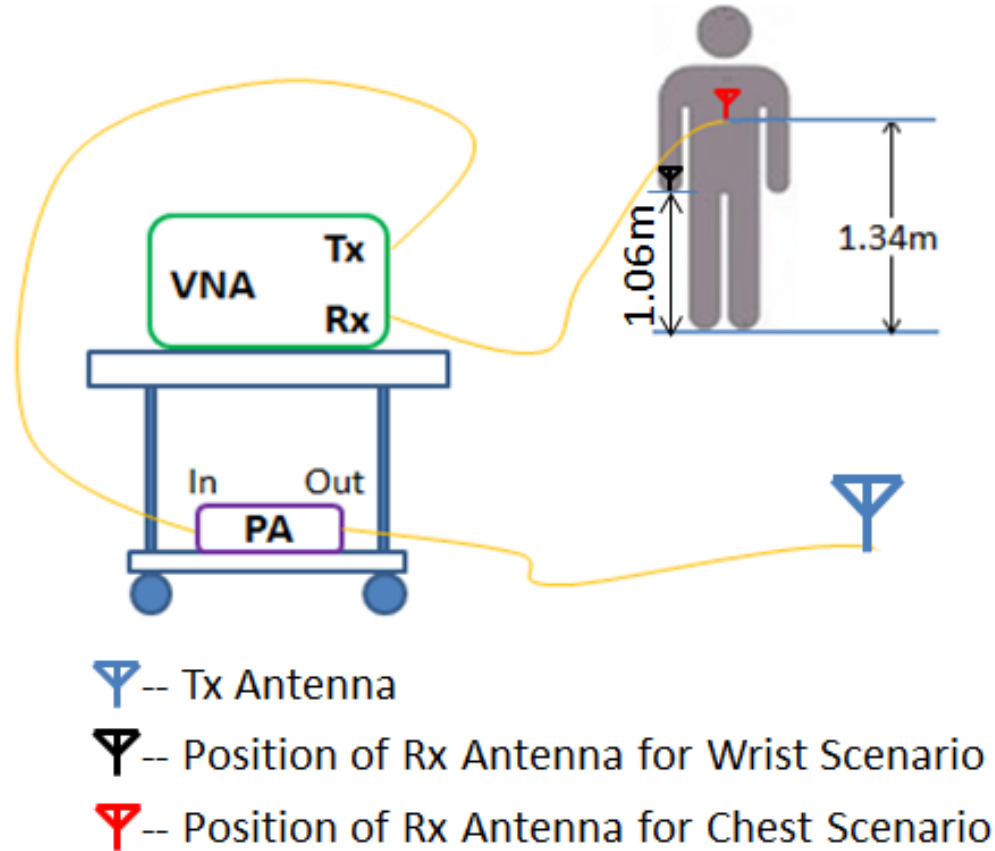 Tx
VNA
Rx
1.06m
1.34m
In Out
PA
-- Tx Antenna
-- Position of Rx Antenna for Wrist Scenario
-- Position of Rx Antenna for Chest Scenario